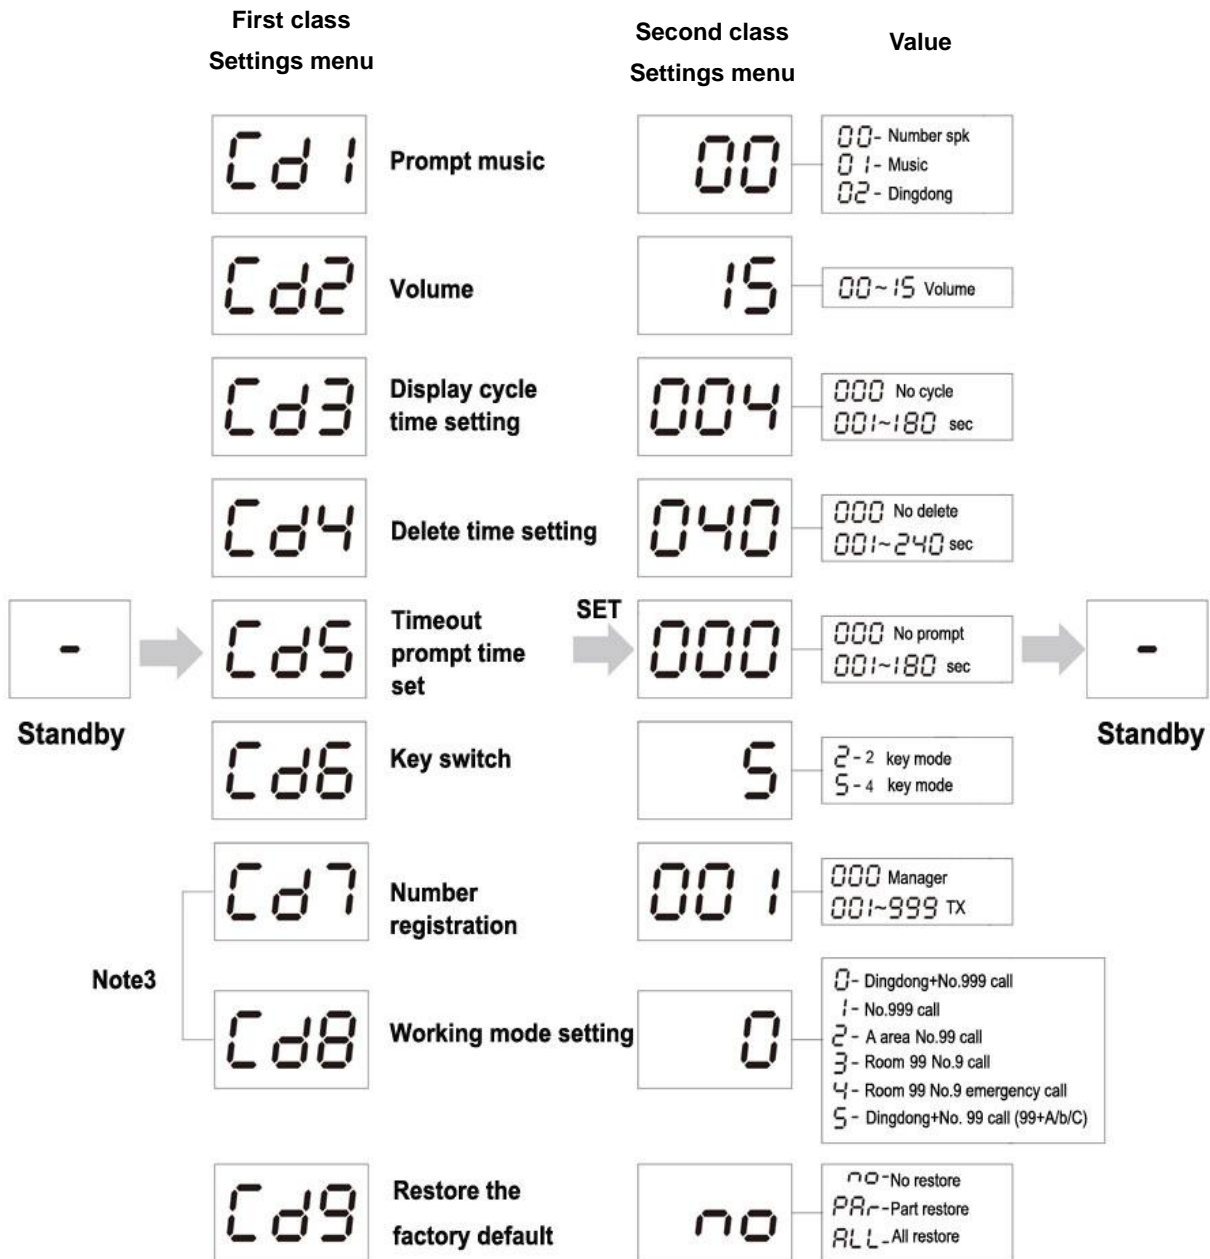 First class
Settings menu
Second class
Settings menu
Value
Cd1
Prompt music
00
00- Number spk
01- Music
02- Dingdong
Cd2
Volume
15
00~15 Volume
Cd3
Display cycle
time setting
004
000 No cycle
001~180 sec
Cd4
Delete time setting
040
000 No delete
001~240 sec
-
Standby
Cd5
Timeout
prompt time
set
SET
000
000 No prompt
001~180 sec
-
Standby
Cd6
Key switch
5
2-2 key mode
5-4 key mode
Note3
Cd7
Number
registration
001
000 Manager
001~999 TX
Cd8
Working mode setting
0
0- Dingdong+No.999 call
1- No.999 call
2- A area No.99 call
3- Room 99 No.9 call
4- Room 99 No.9 emergency call
5- Dingdong+No. 99 call (99+A/b/C)
Cd9
Restore the
factory default
no
no-No restore
PAr-Part restore
ALL-All restore